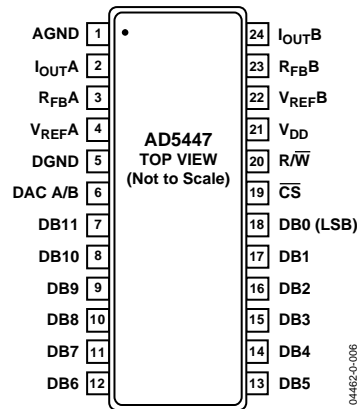 AGND 1
I_OUTA 2
R_FBA 3
V_REFA 4
DGND 5
DAC A/B 6
DB11 7
DB10 8
DB9 9
DB8 10
DB7 11
DB6 12
AD5447
TOP VIEW
(Not to Scale)
24 I_OUTB
23 R_FBB
22 V_REFB
21 V_DD
20 R/W̅
19 C̅S̅
18 DB0 (LSB)
17 DB1
16 DB2
15 DB3
14 DB4
13 DB5
04462-0-006